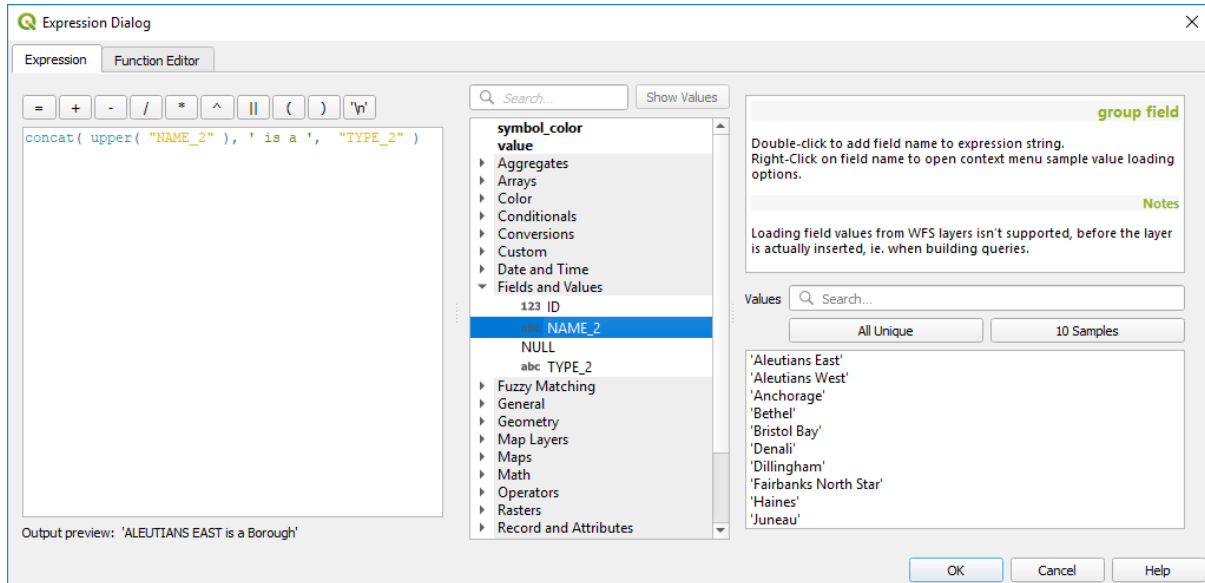 Expression Dialog
Expression
Function Editor
= + - / * ^ || ( ) '\n'
concat( upper( "NAME_2" ), ' is a ', "TYPE_2" )
Output preview: 'ALEUTIANS EAST is a Borough'
Search...
Show Values
symbol_color
value
Aggregates
Arrays
Color
Conditionals
Conversions
Custom
Date and Time
Fields and Values
123 ID
abc NAME_2
NULL
abc TYPE_2
Fuzzy Matching
General
Geometry
Map Layers
Maps
Math
Operators
Rasters
Record and Attributes
group field
Double-click to add field name to expression string.
Right-Click on field name to open context menu sample value loading
options.
Notes
Loading field values from WFS layers isn't supported, before the layer
is actually inserted, ie. when building queries.
Values
Search...
All Unique
10 Samples
'Aleutians East'
'Aleutians West'
'Anchorage'
'Bethel'
'Bristol Bay'
'Denali'
'Dillingham'
'Fairbanks North Star'
'Haines'
'Juneau'
OK
Cancel
Help